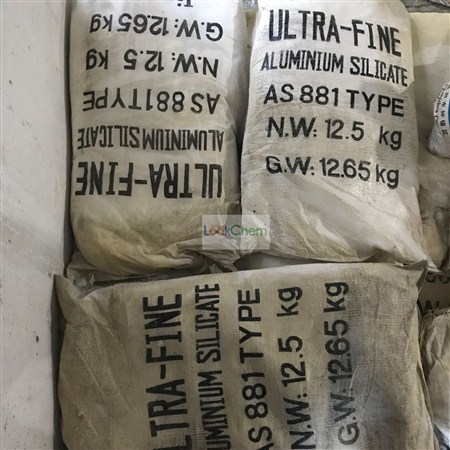 ULTRA-FINE
ALUMINIUM SILICATE
AS 881 TYPE
N.W: 12.5 kg
G.W: 12.65 kg
ULTRA-FINE
ALUMINIUM SILICATE
AS 881 TYPE
N.W: 12.5 kg
G.W: 12.65 kg
LookChem
ULTRA-FINE
ALUMINIUM SILICATE
AS 881 TYPE
N.W: 12.5 kg
G.W: 12.65 kg